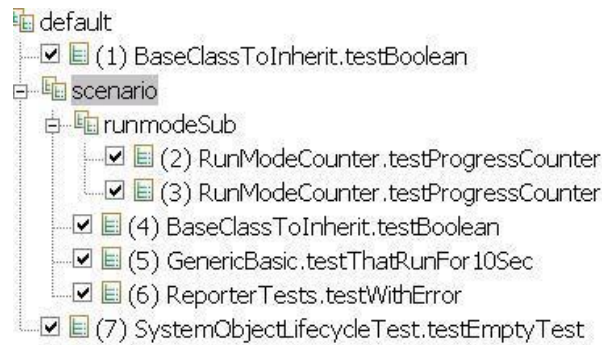 default
(1) BaseClassToInherit.testBoolean
scenario
runmodeSub
(2) RunModeCounter.testProgressCounter
(3) RunModeCounter.testProgressCounter
(4) BaseClassToInherit.testBoolean
(5) GenericBasic.testThatRunFor10Sec
(6) ReporterTests.testWithError
(7) SystemObjectLifecycleTest.testEmptyTest